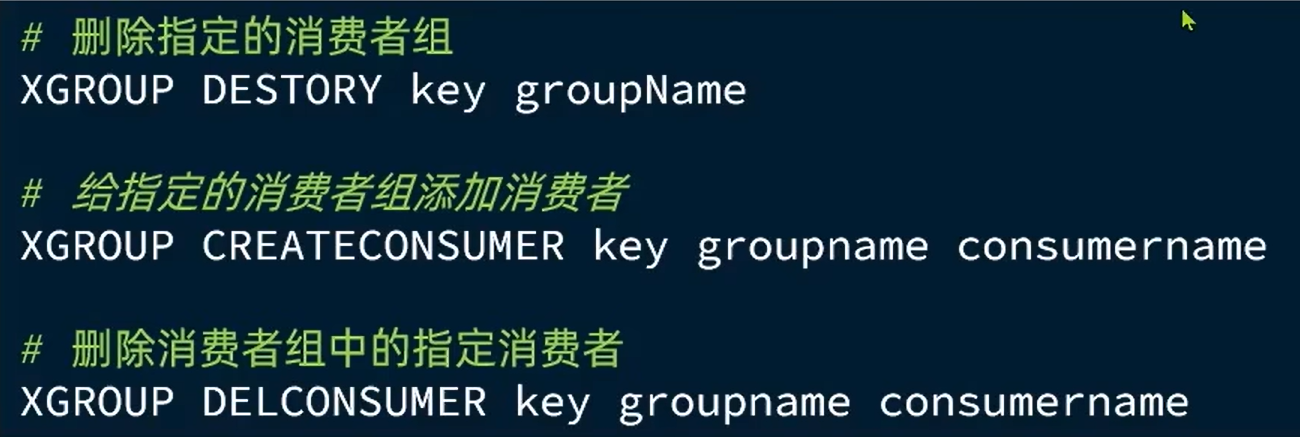 # 删除指定的消费者组
XGROUP DESTORY key groupName
# 给指定的消费者组添加消费者
XGROUP CREATECONSUMER key groupname consumername
# 删除消费者组中的指定消费者
XGROUP DELCONSUMER key groupname consumername